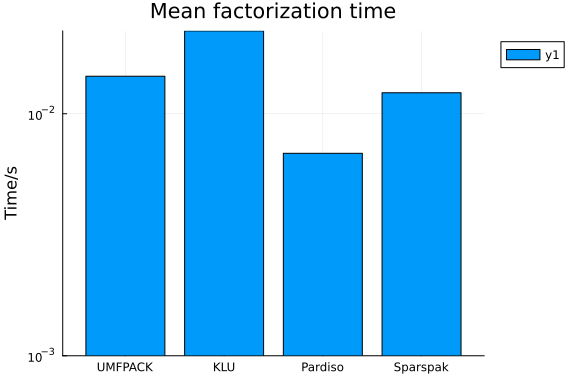 Mean factorization time
y1
Time/s
10⁻²
10⁻³
UMFPACK KLU Pardiso Sparspak